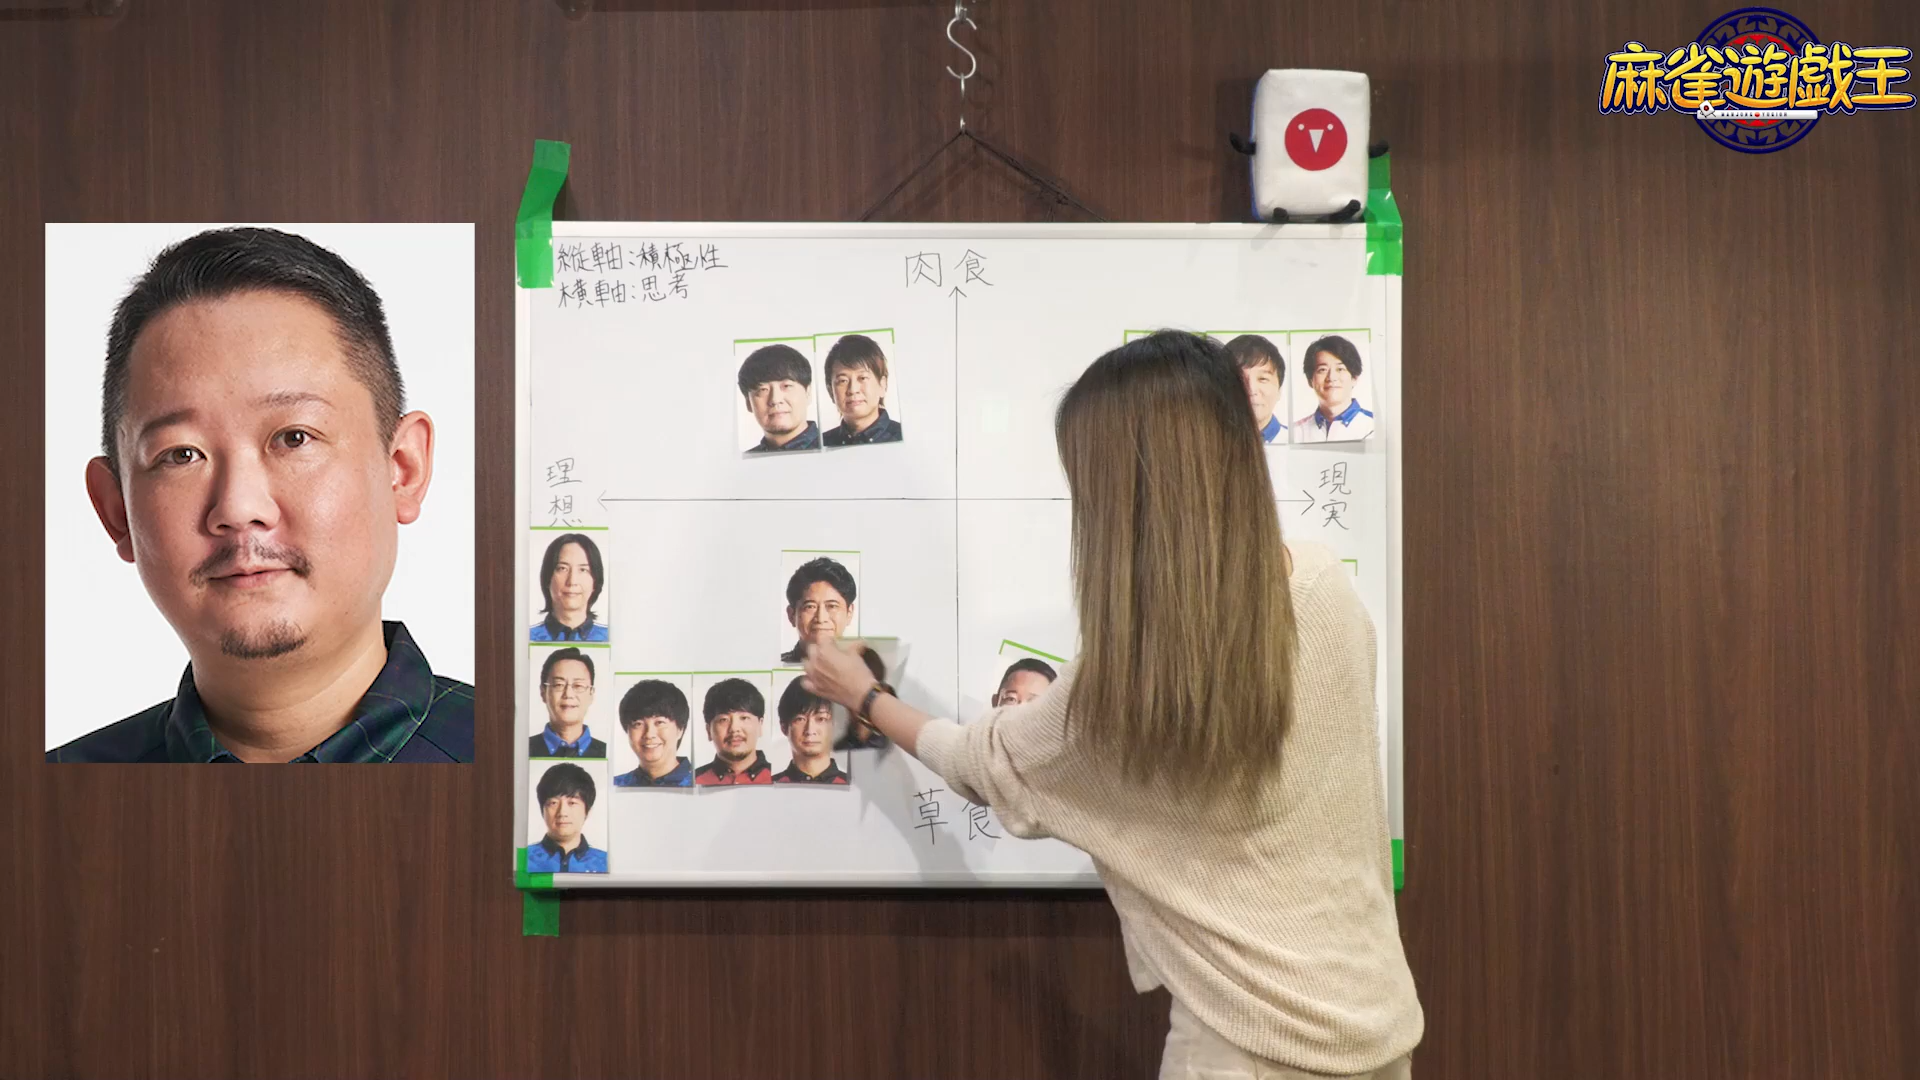 麻雀遊戯王
縦軸:積極性
横軸:思考
肉食
理想
現実
草食